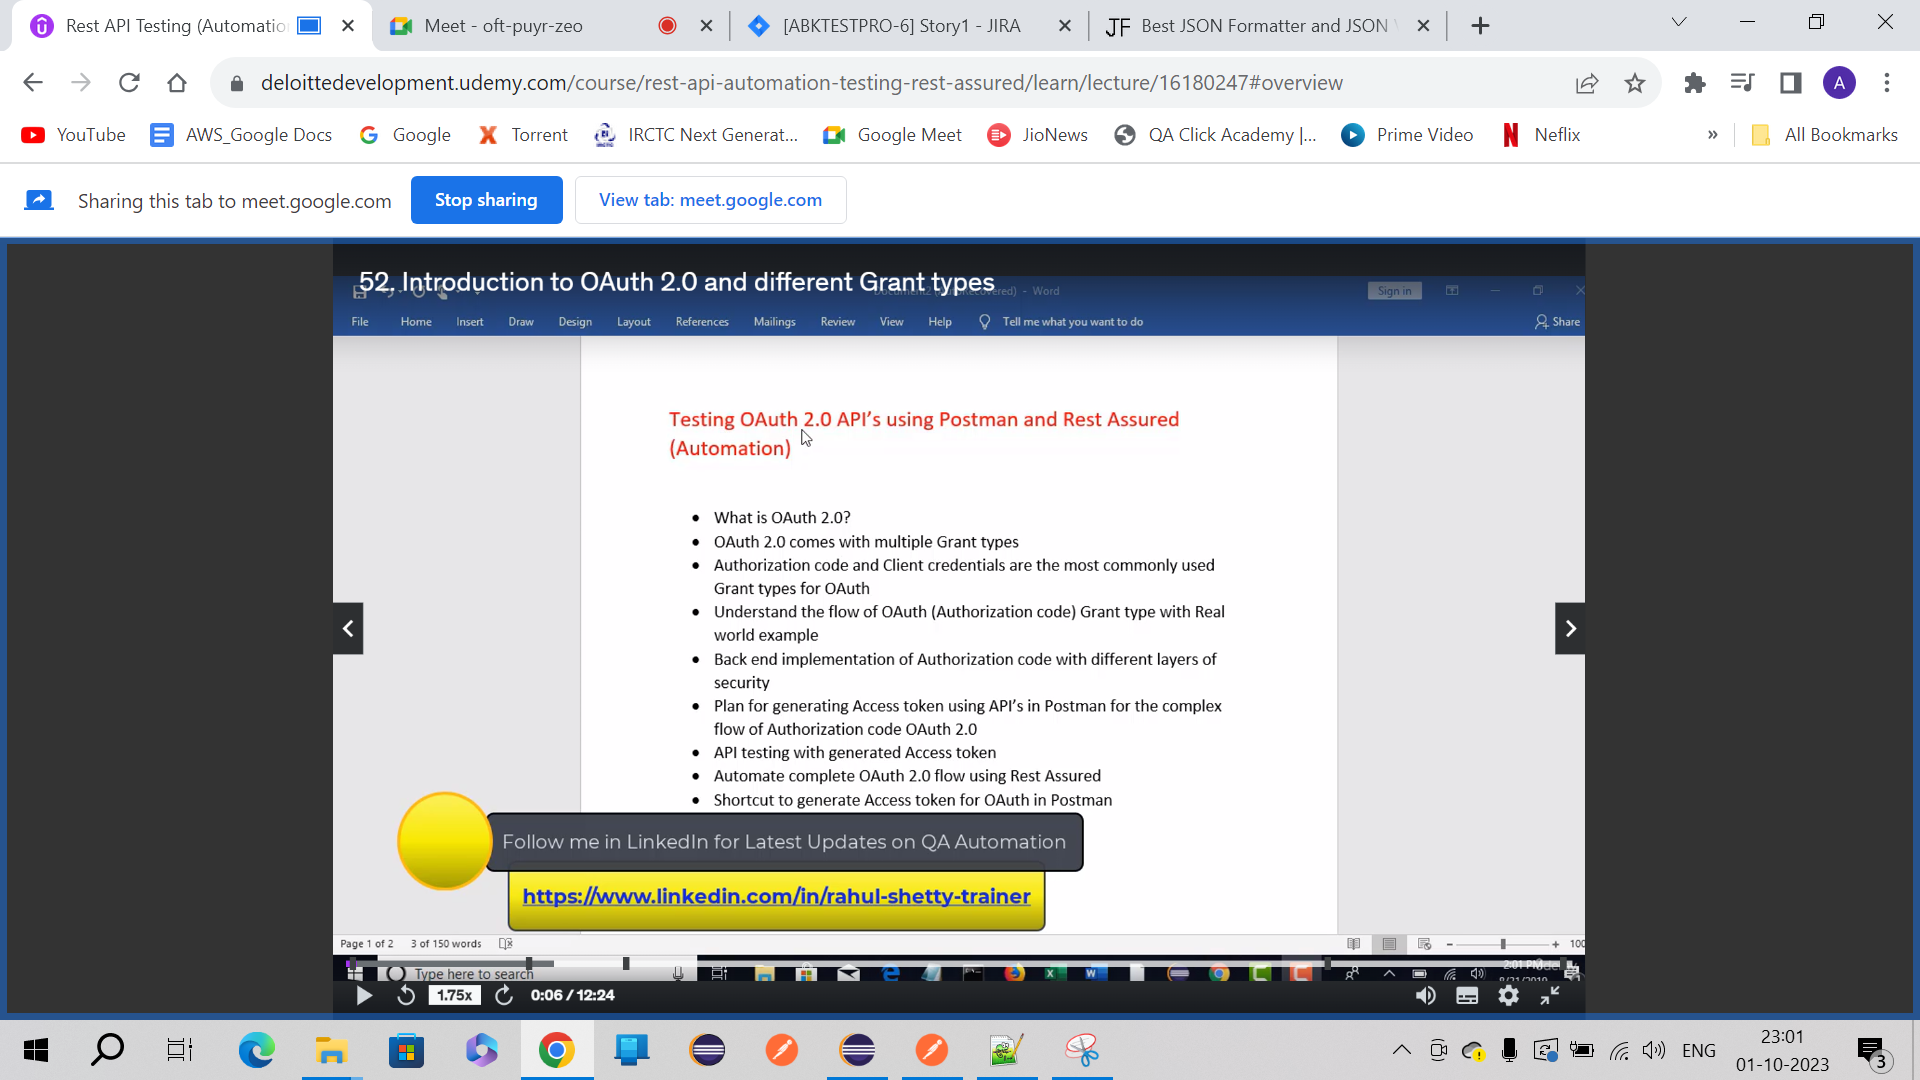 Rest API Testing (Automatio
Meet - oft-puyr-zeo
[ABKTESTPRO-6] Story1 - JIRA
Best JSON Formatter and JSON V
deloittedevelopment.udemy.com/course/rest-api-automation-testing-rest-assured/learn/lecture/16180247#overview
A
YouTube
AWS_Google Docs
Google
Torrent
IRCTC Next Generat...
Google Meet
JioNews
QA Click Academy |...
Prime Video
Neflix
»
All Bookmarks
Sharing this tab to meet.google.com
Stop sharing
View tab: meet.google.com
52. Introduction to OAuth 2.0 and different Grant types
- Word
Sign in
File Home Insert Draw Design Layout References Mailings Review View Help Tell me what you want to do
Share
Testing OAuth 2.0 API's using Postman and Rest Assured
(Automation)
• What is OAuth 2.0?
• OAuth 2.0 comes with multiple Grant types
• Authorization code and Client credentials are the most commonly used
Grant types for OAuth
• Understand the flow of OAuth (Authorization code) Grant type with Real
world example
• Back end implementation of Authorization code with different layers of
security
• Plan for generating Access token using API's in Postman for the complex
flow of Authorization code OAuth 2.0
• API testing with generated Access token
• Automate complete OAuth 2.0 flow using Rest Assured
• Shortcut to generate Access token for OAuth in Postman
Follow me in LinkedIn for Latest Updates on QA Automation
https://www.linkedin.com/in/rahul-shetty-trainer
Page 1 of 2 3 of 150 words
100
Type here to search
1.75x
0:06 / 12:24
ENG
23:01
01-10-2023
3